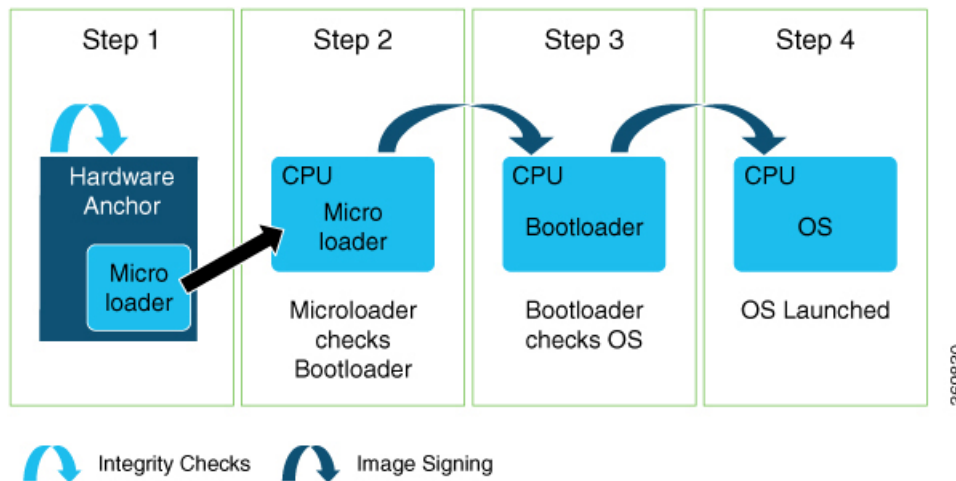 Step 1
Step 2
Step 3
Step 4
Hardware
Anchor
Micro
loader
CPU
Micro
loader
CPU
Bootloader
CPU
OS
Microloader
checks
Bootloader
Bootloader
checks OS
OS Launched
Integrity Checks
Image Signing